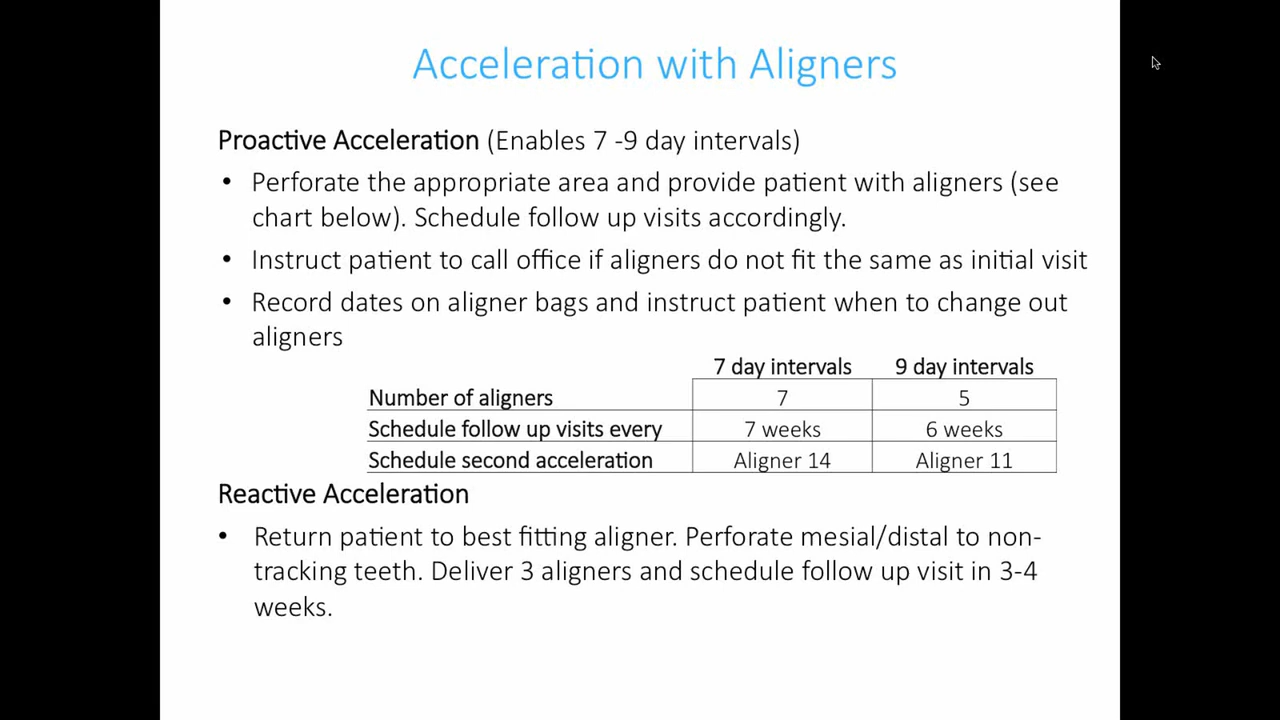 Acceleration with Aligners
Proactive Acceleration (Enables 7 -9 day intervals)
• Perforate the appropriate area and provide patient with aligners (see
chart below). Schedule follow up visits accordingly.
• Instruct patient to call office if aligners do not fit the same as initial visit
• Record dates on aligner bags and instruct patient when to change out
aligners
7 day intervals 9 day intervals
Number of aligners 7 5
Schedule follow up visits every 7 weeks 6 weeks
Schedule second acceleration Aligner 14 Aligner 11
Reactive Acceleration
• Return patient to best fitting aligner. Perforate mesial/distal to non-
tracking teeth. Deliver 3 aligners and schedule follow up visit in 3-4
weeks.